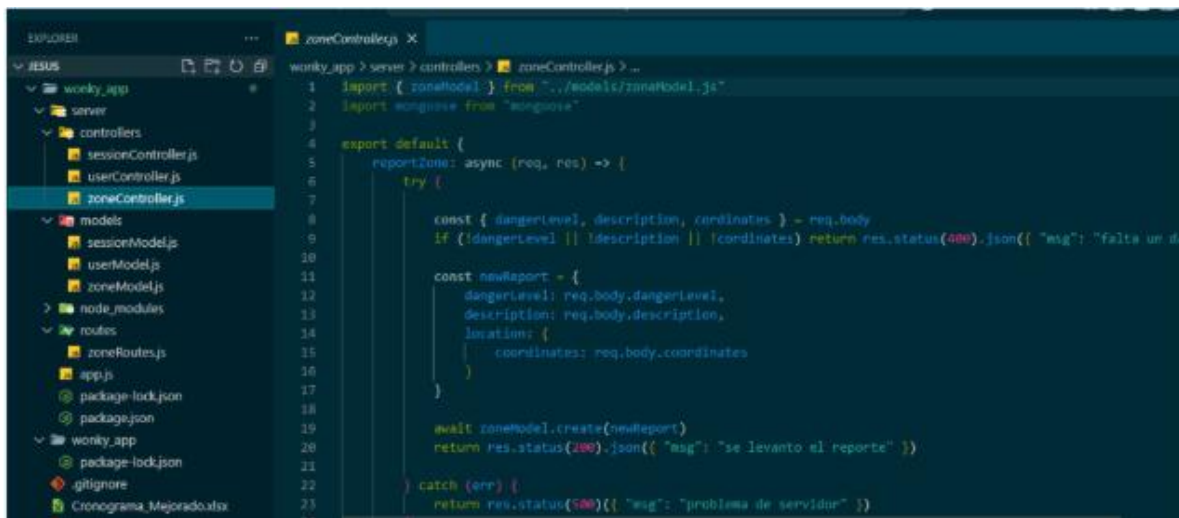 EXPLORER ···
JESUS
wonky_app
server
controllers
sessionController.js
userController.js
zoneController.js
models
sessionModel.js
userModel.js
zoneModel.js
node_modules
routes
zoneRoutes.js
app.js
package-lock.json
package.json
wonky_app
package-lock.json
.gitignore
Cronograma_Mejorado.xlsx
zoneController.js ×
wonky_app > server > controllers > zoneController.js > ...
1 import { zoneModel } from "../models/zoneModel.js"
2 import mongoose from "mongoose"
3
4 export default {
5 reportZone: async (req, res) => {
6 try {
7
8 const { dangerLevel, description, cordinates } = req.body
9 if (!dangerLevel || !description || !cordinates) return res.status(400).json({ "msg": "falta un d
10
11 const newReport = {
12 dangerLevel: req.body.dangerLevel,
13 description: req.body.description,
14 location: {
15 coordinates: req.body.coordinates
16 }
17 }
18
19 await zoneModel.create(newReport)
20 return res.status(200).json({ "msg": "se levanto el reporte" })
21
22 } catch (err) {
23 return res.status(500)({ "msg": "problema de servidor" })